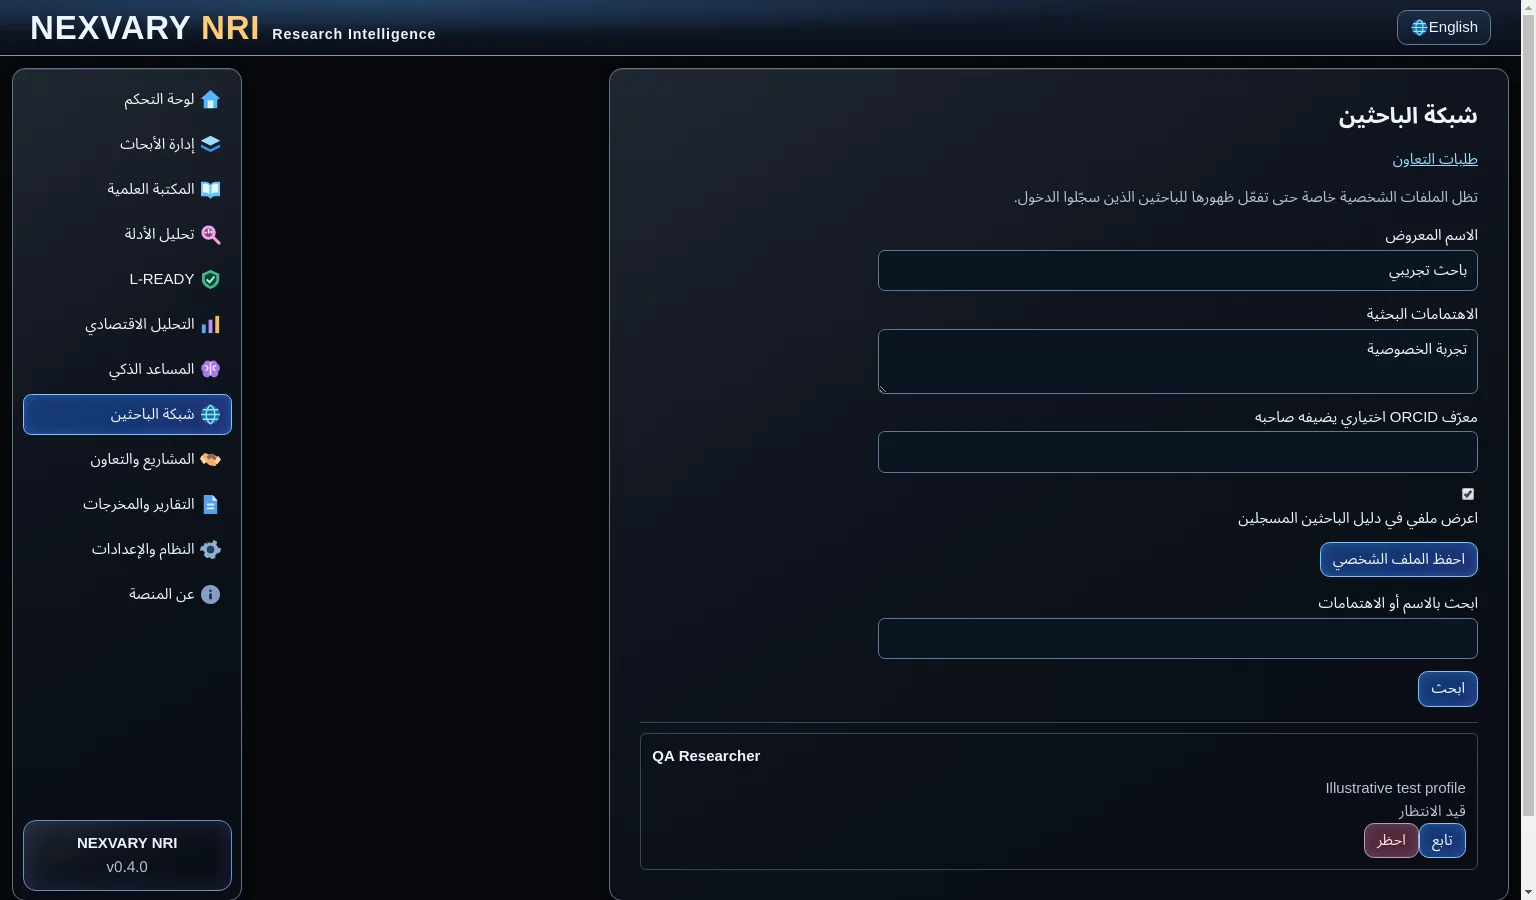 NEXVARY NRI Research Intelligence
English
لوحة التحكم
إدارة الأبحاث
المكتبة العلمية
تحليل الأدلة
L-READY
التحليل الاقتصادي
المساعد الذكي
شبكة الباحثين
المشاريع والتعاون
التقارير والمخرجات
النظام والإعدادات
عن المنصة
NEXVARY NRI
v0.4.0
شبكة الباحثين
طلبات التعاون
تظل الملفات الشخصية خاصة حتى تفعّل ظهورها للباحثين الذين سجّلوا الدخول.
الاسم المعروض
باحث تجريبي
الاهتمامات البحثية
تجربة الخصوصية
معرّف ORCID اختياري يضيفه صاحبه
اعرض ملفي في دليل الباحثين المسجلين
احفظ الملف الشخصي
ابحث بالاسم أو الاهتمامات
ابحث
QA Researcher
Illustrative test profile
قيد الانتظار
تابع
احظر